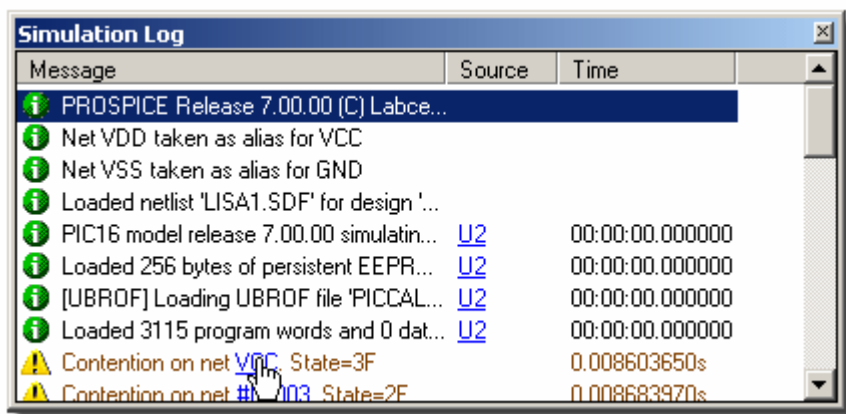 Simulation Log
Message Source Time
PROSPICE Release 7.00.00 (C) Labce...
Net VDD taken as alias for VCC
Net VSS taken as alias for GND
Loaded netlist 'LISA1.SDF' for design '...
PIC16 model release 7.00.00 simulatin... U2 00:00:00.000000
Loaded 256 bytes of persistent EEPR... U2 00:00:00.000000
[UBROF] Loading UBROF file 'PICCAL... U2 00:00:00.000000
Loaded 3115 program words and 0 dat... U2 00:00:00.000000
Contention on net VCC, State=3F 0.008603650s
Contention on net State=2F 0.008683970s